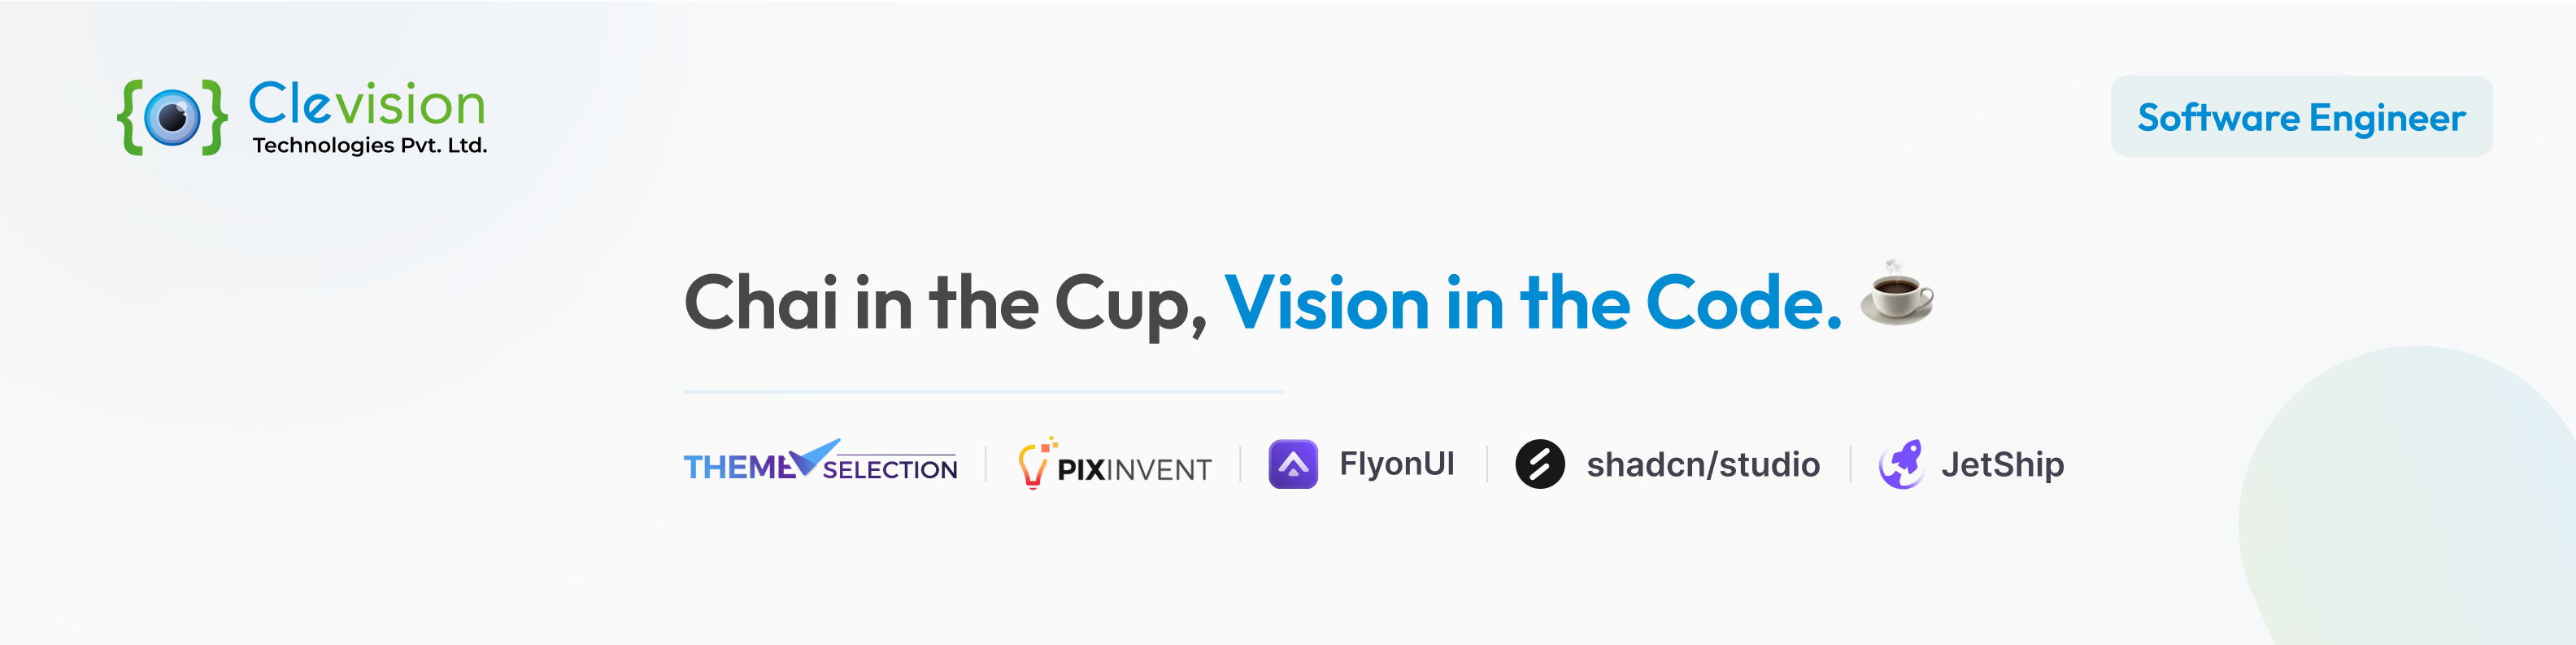 Clevision
Technologies Pvt. Ltd.
Software Engineer
Chai in the Cup, Vision in the Code.
THEMESELECTION
PIXINVENT
FlyonUI
shadcn/studio
JetShip